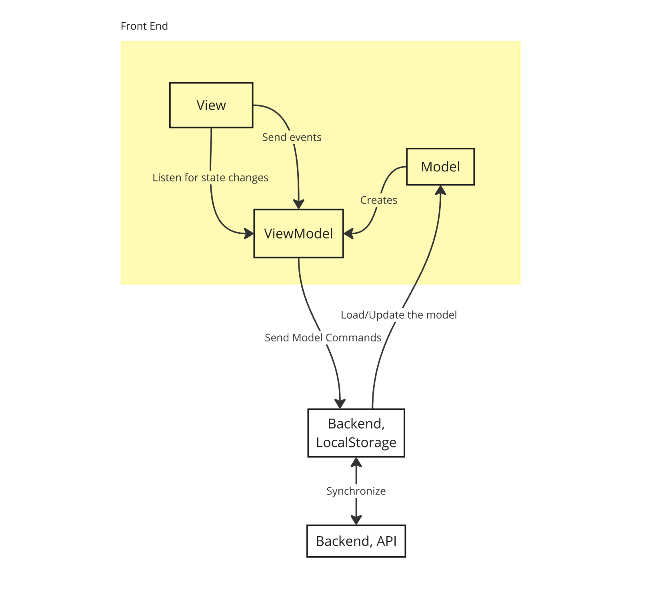 Front End
View
Send events
Model
Listen for state changes
Creates
ViewModel
Load/Update the model
Send Model Commands
Backend,
LocalStorage
Synchronize
Backend, API